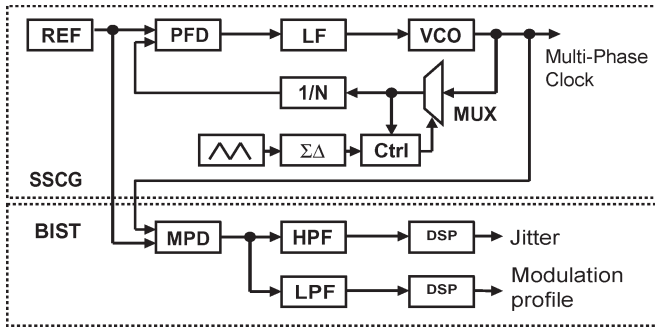 REF
PFD
LF
VCO
Multi-Phase
Clock
1/N
MUX
ΣΔ
Ctrl
SSCG
BIST
MPD
HPF
DSP
Jitter
LPF
DSP
Modulation
profile